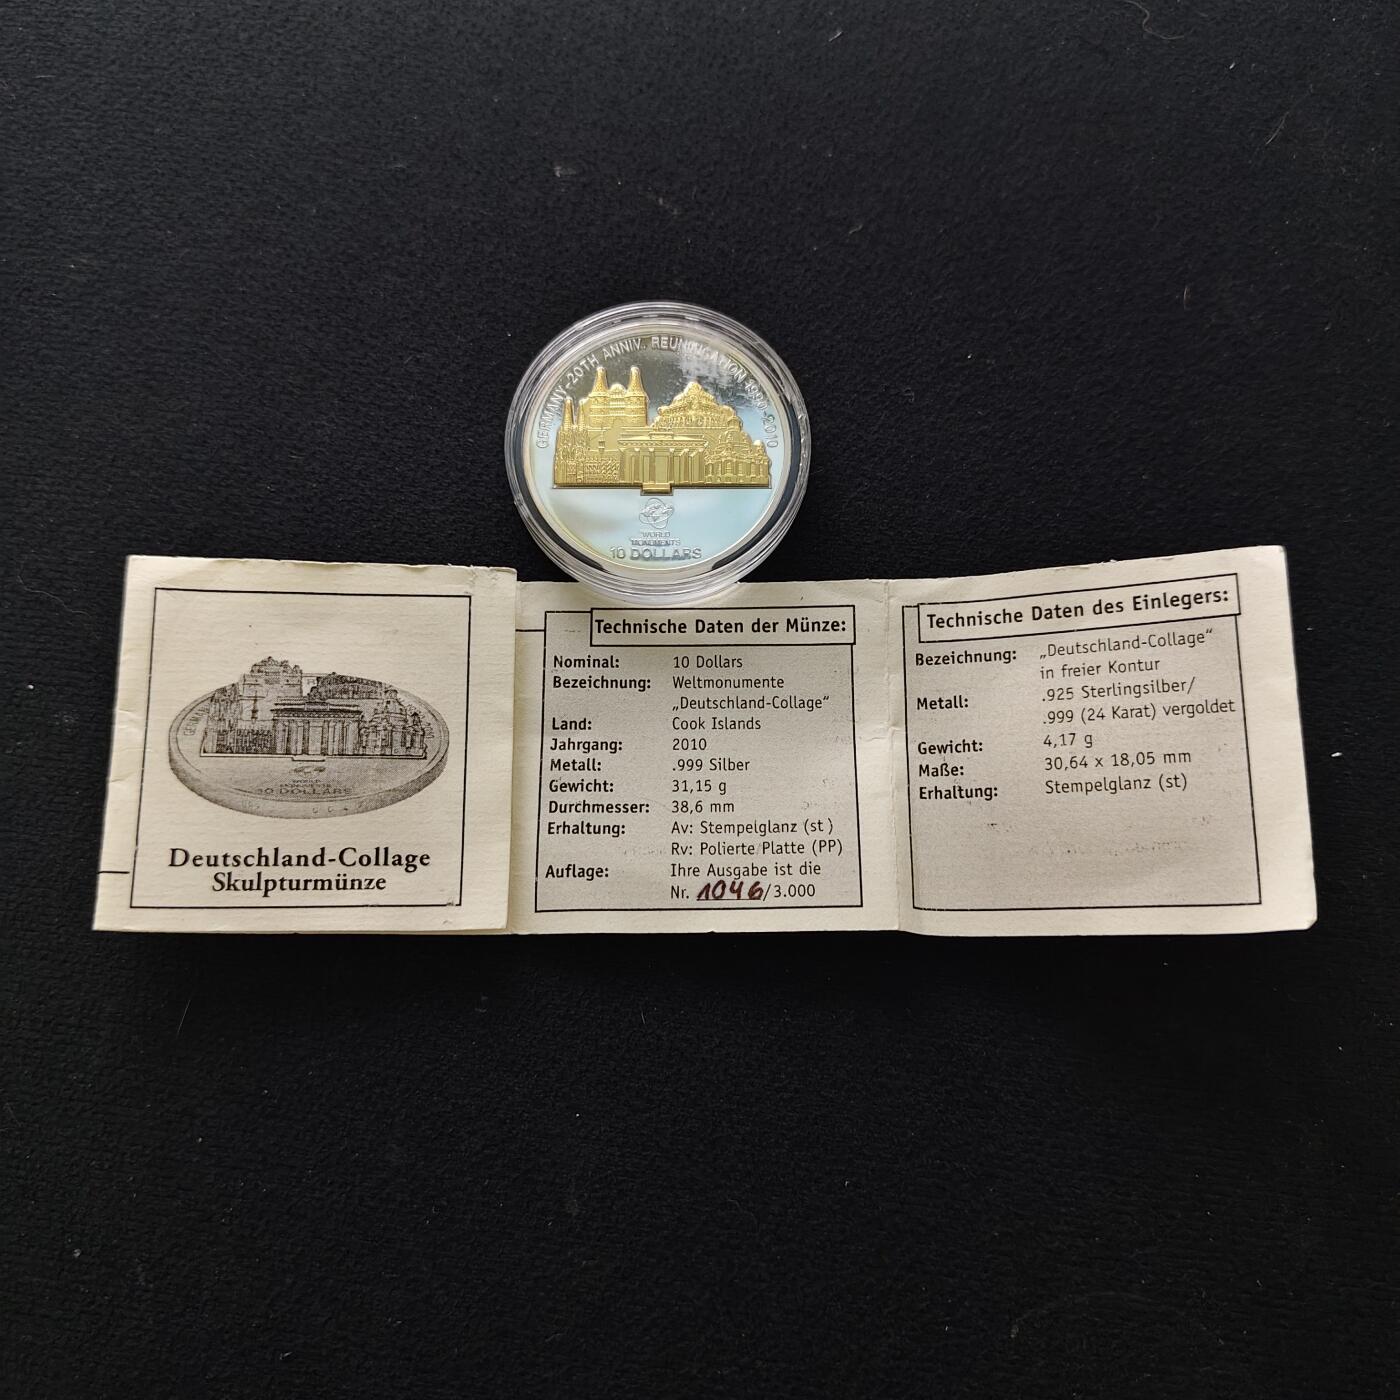 GERMANY-20TH ANNIV. REUNIFICATION 1990-2010
WORLD
MONUMENTS
10 DOLLARS
WORLD
MONUMENTS
10 DOLLARS
Deutschland-Collage
Skulpturmünze
Technische Daten der Münze:
Nominal: 10 Dollars
Bezeichnung: Weltmonumente
„Deutschland-Collage“
Land: Cook Islands
Jahrgang: 2010
Metall: .999 Silber
Gewicht: 31,15 g
Durchmesser: 38,6 mm
Erhaltung: Av: Stempelglanz (st)
Rv: Polierte Platte (PP)
Auflage: Ihre Ausgabe ist die
Nr. 1046/3.000
Technische Daten des Einlegers:
Bezeichnung: „Deutschland-Collage“
in freier Kontur
Metall: .925 Sterlingsilber/
.999 (24 Karat) vergoldet
Gewicht: 4,17 g
Maße: 30,64 x 18,05 mm
Erhaltung: Stempelglanz (st)